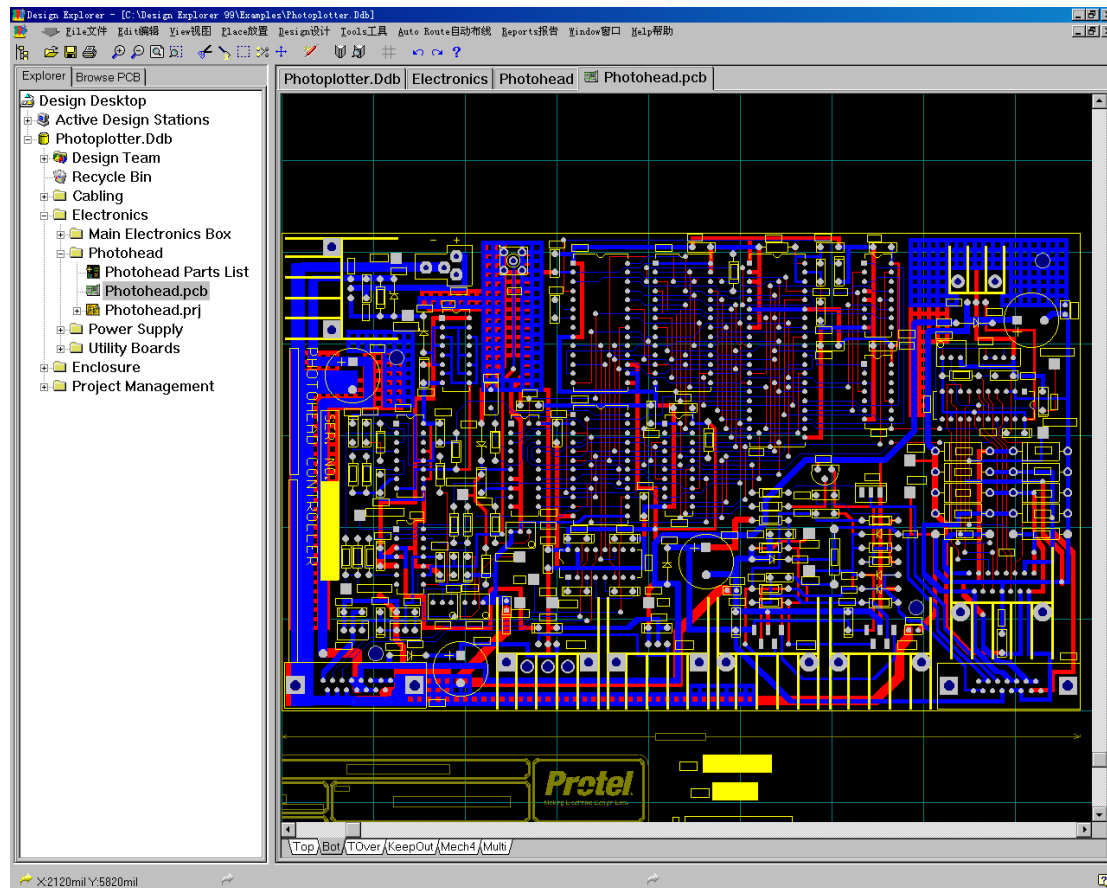 Design Explorer - [C:\Design Explorer 99\Examples\Photoplotter.Ddb]
File文件 Edit编辑 View视图 Place放置 Design设计 Tools工具 Auto Route自动布线 Reports报告 Window窗口 Help帮助
Explorer Browse PCB
Photoplotter.Ddb Electronics Photohead Photohead.pcb
Design Desktop
Active Design Stations
Photoplotter.Ddb
Design Team
Recycle Bin
Cabling
Electronics
Main Electronics Box
Photohead
Photohead Parts List
Photohead.pcb
Photohead.prj
Power Supply
Utility Boards
Enclosure
Project Management
PHOTOHEAD CONTROLLER
Protel
Top Bot TOver KeepOut Mech4 Multi
X:2120mil Y:5820mil